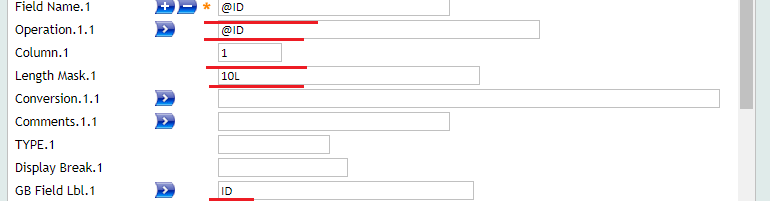 Field Name.1 * @ID
Operation.1.1 @ID
Column.1 1
Length Mask.1 10L
Conversion.1.1
Comments.1.1
TYPE.1
Display Break.1
GB Field Lbl.1 ID